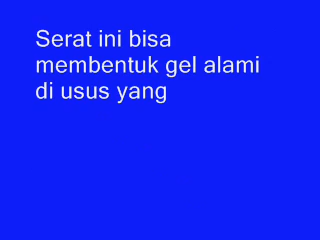 Serat ini bisa
membentuk gel alami
di usus yang